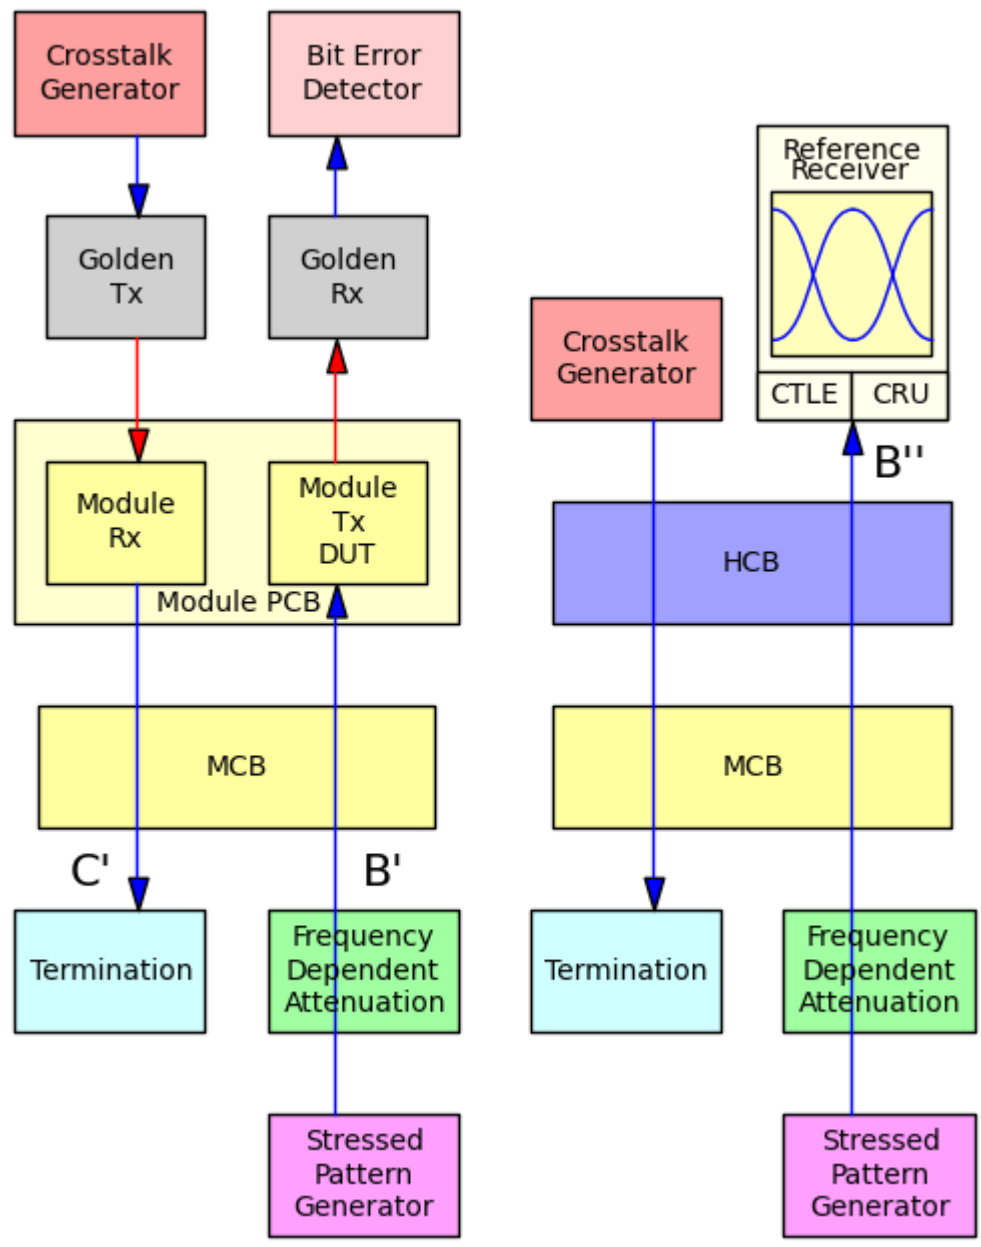 Crosstalk
Generator
Bit Error
Detector
Golden
Tx
Golden
Rx
Module
Rx
Module
Tx
DUT
Module PCB
MCB
C'
B'
Termination
Frequency
Dependent
Attenuation
Stressed
Pattern
Generator
Reference
Receiver
CTLE
CRU
Crosstalk
Generator
B''
HCB
MCB
Termination
Frequency
Dependent
Attenuation
Stressed
Pattern
Generator